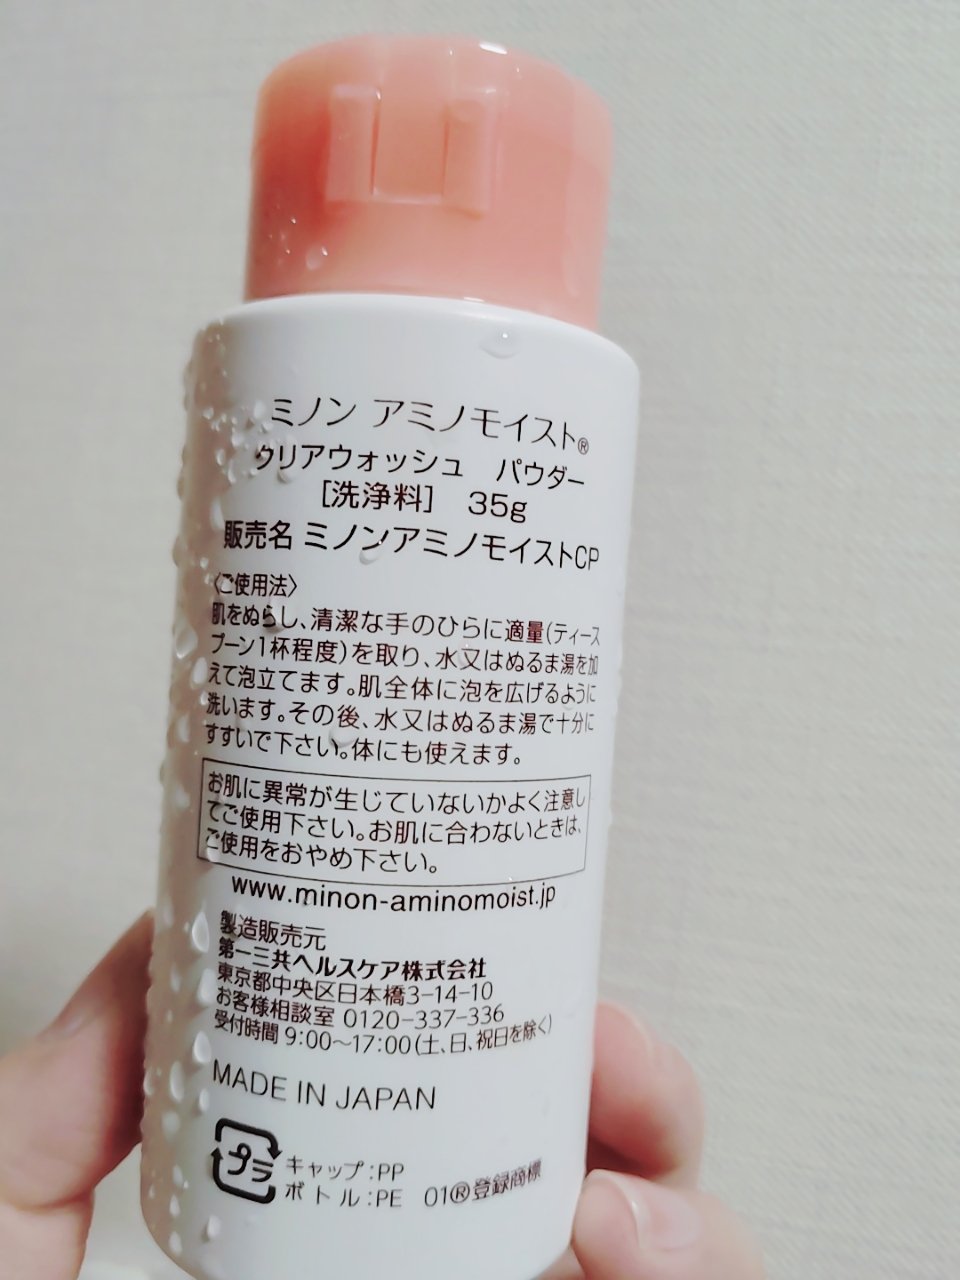 ミノン アミノモイスト®
クリアウォッシュ パウダー
[洗浄料] 35g
販売名 ミノンアミノモイストCP
〈ご使用法〉
肌をぬらし、清潔な手のひらに適量(ティース
プーン1杯程度)を取り、水又はぬるま湯を加
えて泡立てます。肌全体に泡を広げるように
洗います。その後、水又はぬるま湯で十分に
すすいで下さい。体にも使えます。
お肌に異常が生じていないかよく注意し
てご使用下さい。お肌に合わないときは、
ご使用をおやめ下さい。
www.minon-aminomoist.jp
製造販売元
第一三共ヘルスケア株式会社
東京都中央区日本橋3-14-10
お客様相談室 0120-337-336
受付時間 9:00～17:00(土、日、祝日を除く)
MADE IN JAPAN
プラ
キャップ:PP
ボトル:PE 01®登録商標